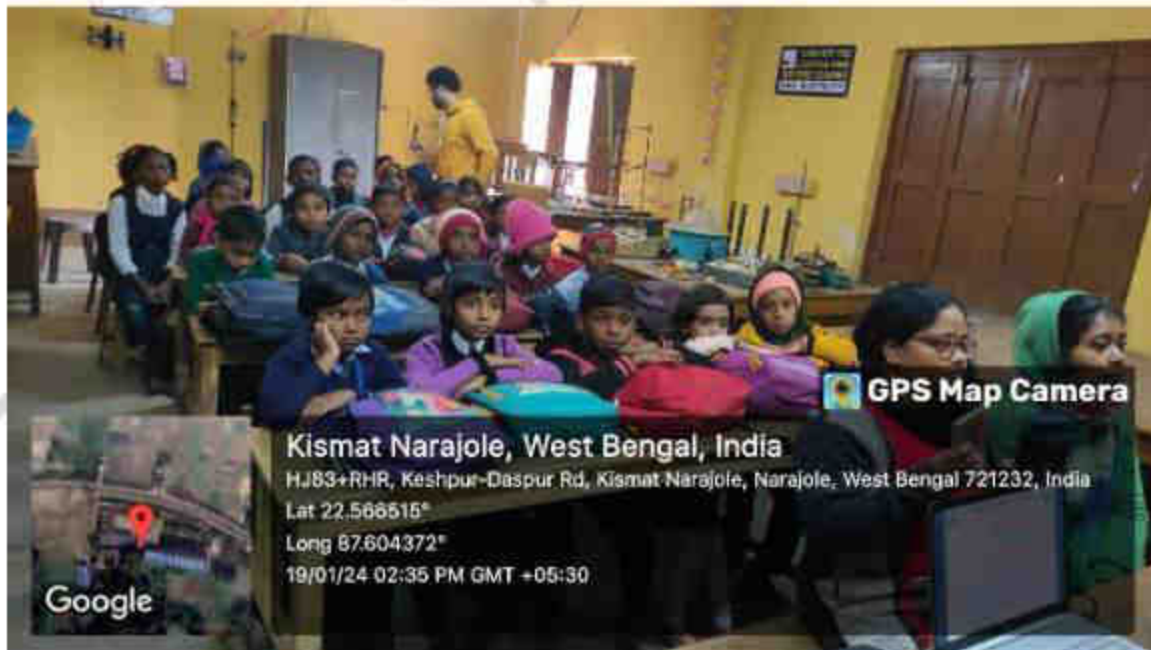 GPS Map Camera
Kismat Narajole, West Bengal, India
HJ83+RHR, Keshpur-Daspur Rd, Kismat Narajole, Narajole, West Bengal 721232, India
Lat 22.566515°
Long 87.604372°
19/01/24 02:35 PM GMT +05:30
Google